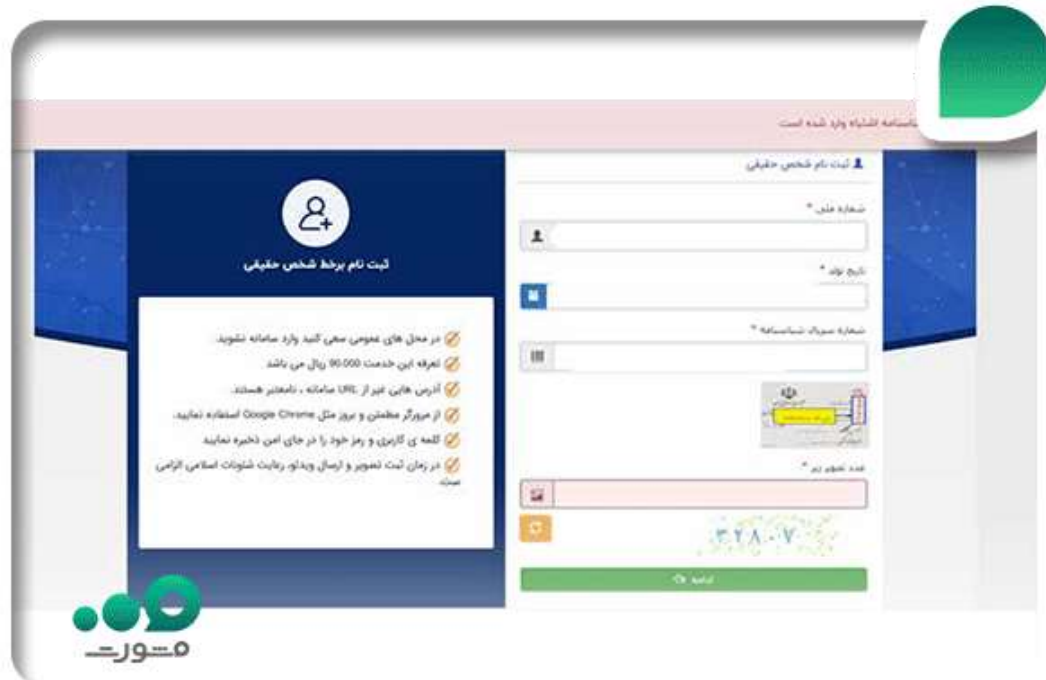 شناسنامه اشتباه وارد شده است
ثبت نام شخص حقیقی
شماره ملی *
تاریخ تولد *
شماره سریال شناسنامه *
عدد تصویر زیر *
۳۲۸۰۷
ادامه
ثبت نام برخط شخص حقیقی
در محل های عمومی سعی کنید وارد سامانه نشوید.
تعرفه این خدمت 90،000 ریال می باشد
آدرس هایی غیر از URL سامانه ، نامعتبر هستند.
از مرورگر مطمئن و بروز مثل Google Chrome استفاده نمایید.
کلمه ی کاربری و رمز خود را در جای امن ذخیره نمایید
در زمان ثبت تصویر و ارسال ویدئو، رعایت شئونات اسلامی الزامی
است.
مشورت